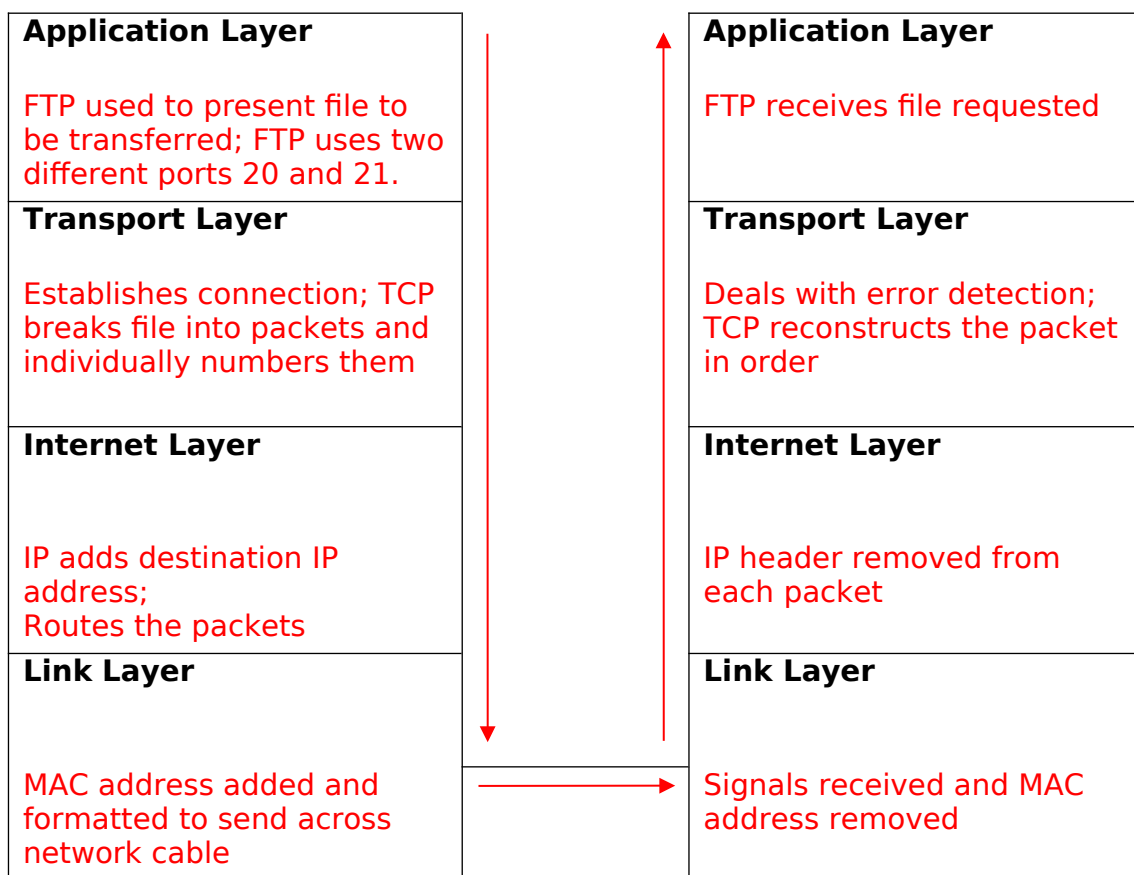 Application Layer
FTP used to present file to
be transferred; FTP uses two
different ports 20 and 21.
Transport Layer
Establishes connection; TCP
breaks file into packets and
individually numbers them
Internet Layer
IP adds destination IP
address;
Routes the packets
Link Layer
MAC address added and
formatted to send across
network cable
Application Layer
FTP receives file requested
Transport Layer
Deals with error detection;
TCP reconstructs the packet
in order
Internet Layer
IP header removed from
each packet
Link Layer
Signals received and MAC
address removed